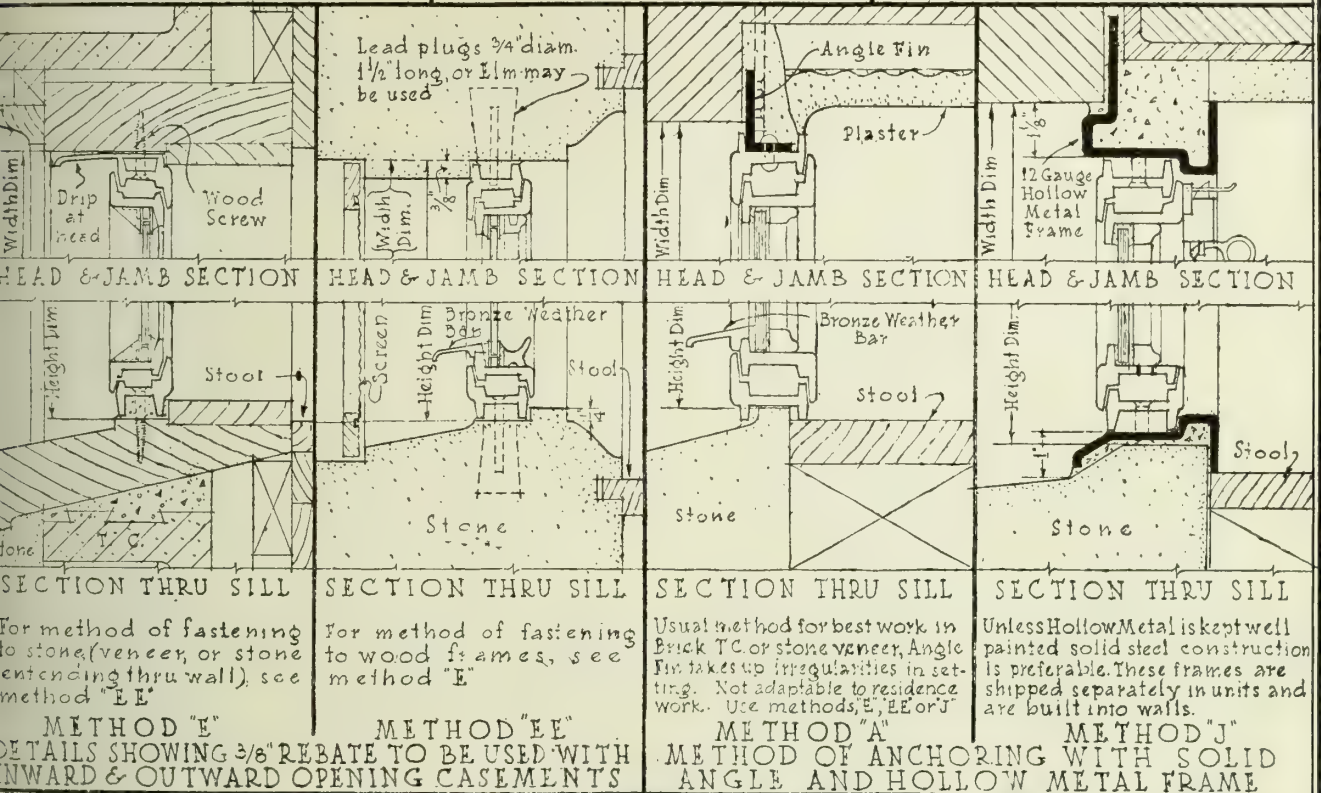 Width Dim
Drip
at
head
Wood
Screw
HEAD & JAMB SECTION
Height Dim
Stool
T. C.
SECTION THRU SILL
For method of fastening
to stone, (veneer, or stone
entending thru wall), see
method "EE"
METHOD "E"
Lead plugs 3/4" diam.
1 1/2" long, or Elm may
be used
Width
Dim.
3/8"
HEAD & JAMB SECTION
Screen
Height Dim
Bronze Weather
Bar
Stool
Stone
SECTION THRU SILL
For method of fastening
to wood frames, see
method "E"
METHOD "EE"
DETAILS SHOWING 3/8" REBATE TO BE USED WITH
INWARD & OUTWARD OPENING CASEMENTS
Angle Fin
Plaster
Width Dim
HEAD & JAMB SECTION
Height Dim
Bronze Weather
Bar
Stool
Stone
SECTION THRU SILL
Usual method for best work in
Brick T.C. or stone veneer, Angle
Fin takes up irregularities in set-
ting. Not adaptable to residence
work. Use methods, "E", "EE" or "J"
METHOD "A"
1 1/8"
Width Dim
12 Gauge
Hollow
Metal
Frame
HEAD & JAMB SECTION
Height Dim.
1"
Stool
Stone
SECTION THRU SILL
Unless Hollow Metal is kept well
painted solid steel construction
is preferable. These frames are
shipped separately in units and
are built into walls.
METHOD "J"
METHOD OF ANCHORING WITH SOLID
ANGLE AND HOLLOW METAL FRAME